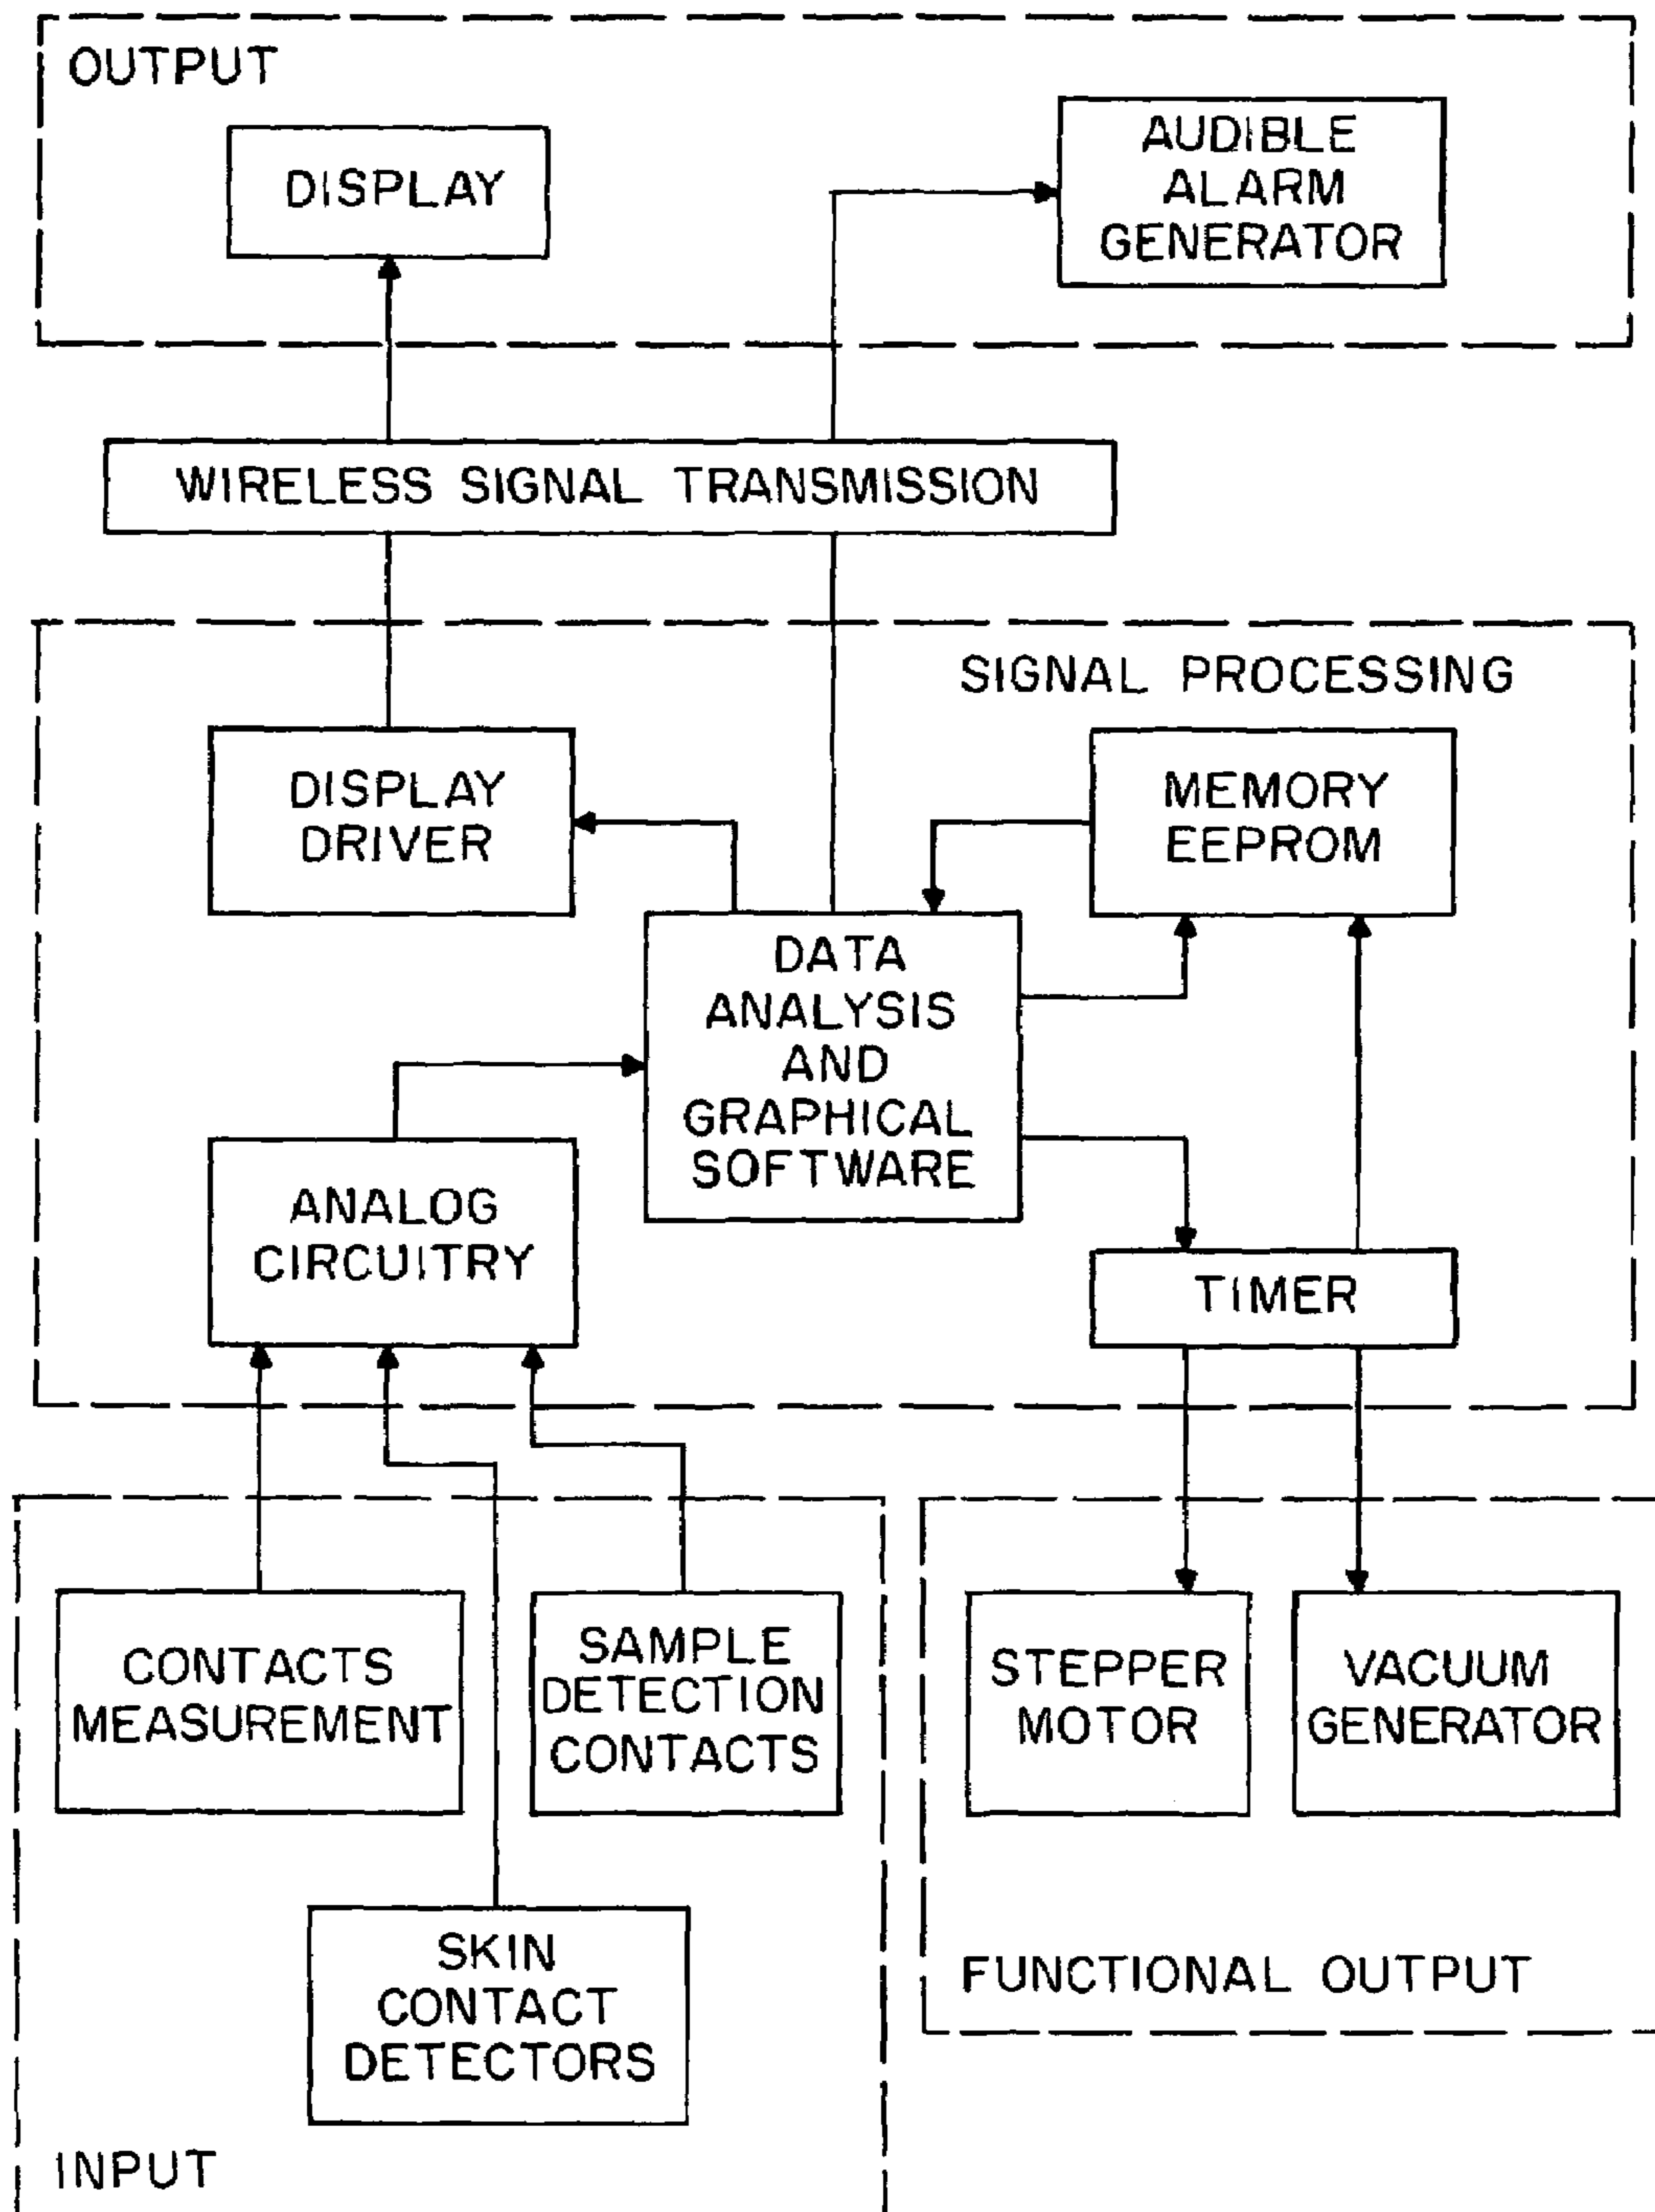 OUTPUT
DISPLAY
AUDIBLE
ALARM
GENERATOR
WIRELESS SIGNAL TRANSMISSION
SIGNAL PROCESSING
DISPLAY
DRIVER
MEMORY
EEPROM
DATA
ANALYSIS
AND
GRAPHICAL
SOFTWARE
ANALOG
CIRCUITRY
TIMER
CONTACTS
MEASUREMENT
SAMPLE
DETECTION
CONTACTS
STEPPER
MOTOR
VACUUM
GENERATOR
SKIN
CONTACT
DETECTORS
FUNCTIONAL OUTPUT
INPUT